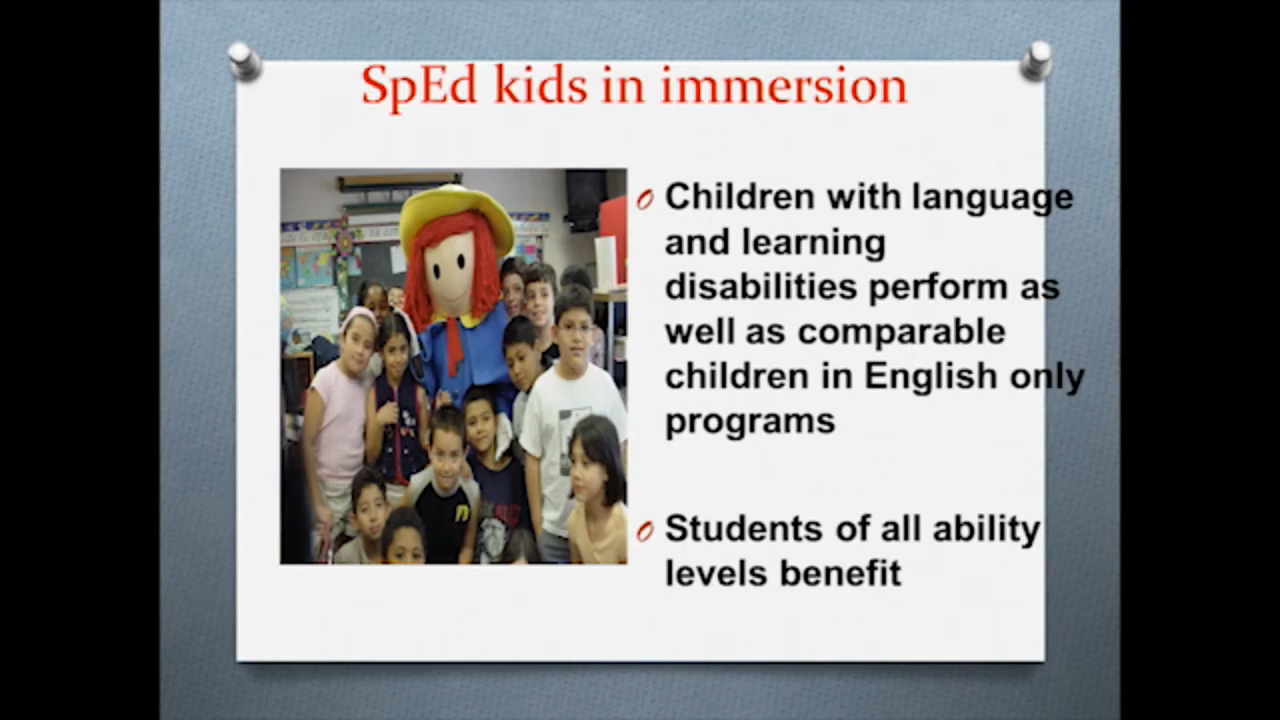 SpEd kids in immersion
Children with language
and learning
disabilities perform as
well as comparable
children in English only
programs
Students of all ability
levels benefit